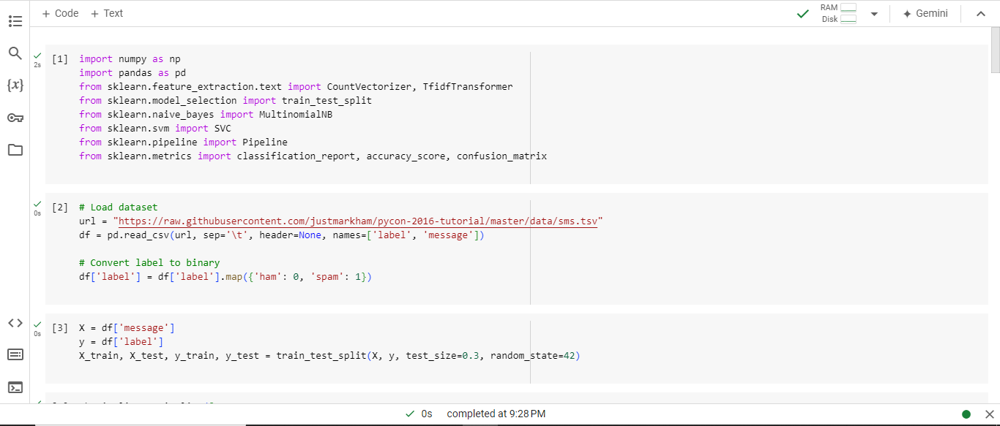 + Code + Text
RAM
Disk
Gemini
2s
[1] import numpy as np
import pandas as pd
from sklearn.feature_extraction.text import CountVectorizer, TfidfTransformer
from sklearn.model_selection import train_test_split
from sklearn.naive_bayes import MultinomialNB
from sklearn.svm import SVC
from sklearn.pipeline import Pipeline
from sklearn.metrics import classification_report, accuracy_score, confusion_matrix
{x}
0s
[2] # Load dataset
url = "https://raw.githubusercontent.com/justmarkham/pycon-2016-tutorial/master/data/sms.tsv"
df = pd.read_csv(url, sep='\t', header=None, names=['label', 'message'])
# Convert label to binary
df['label'] = df['label'].map({'ham': 0, 'spam': 1})
0s
[3] X = df['message']
y = df['label']
X_train, X_test, y_train, y_test = train_test_split(X, y, test_size=0.3, random_state=42)
0s completed at 9:28 PM